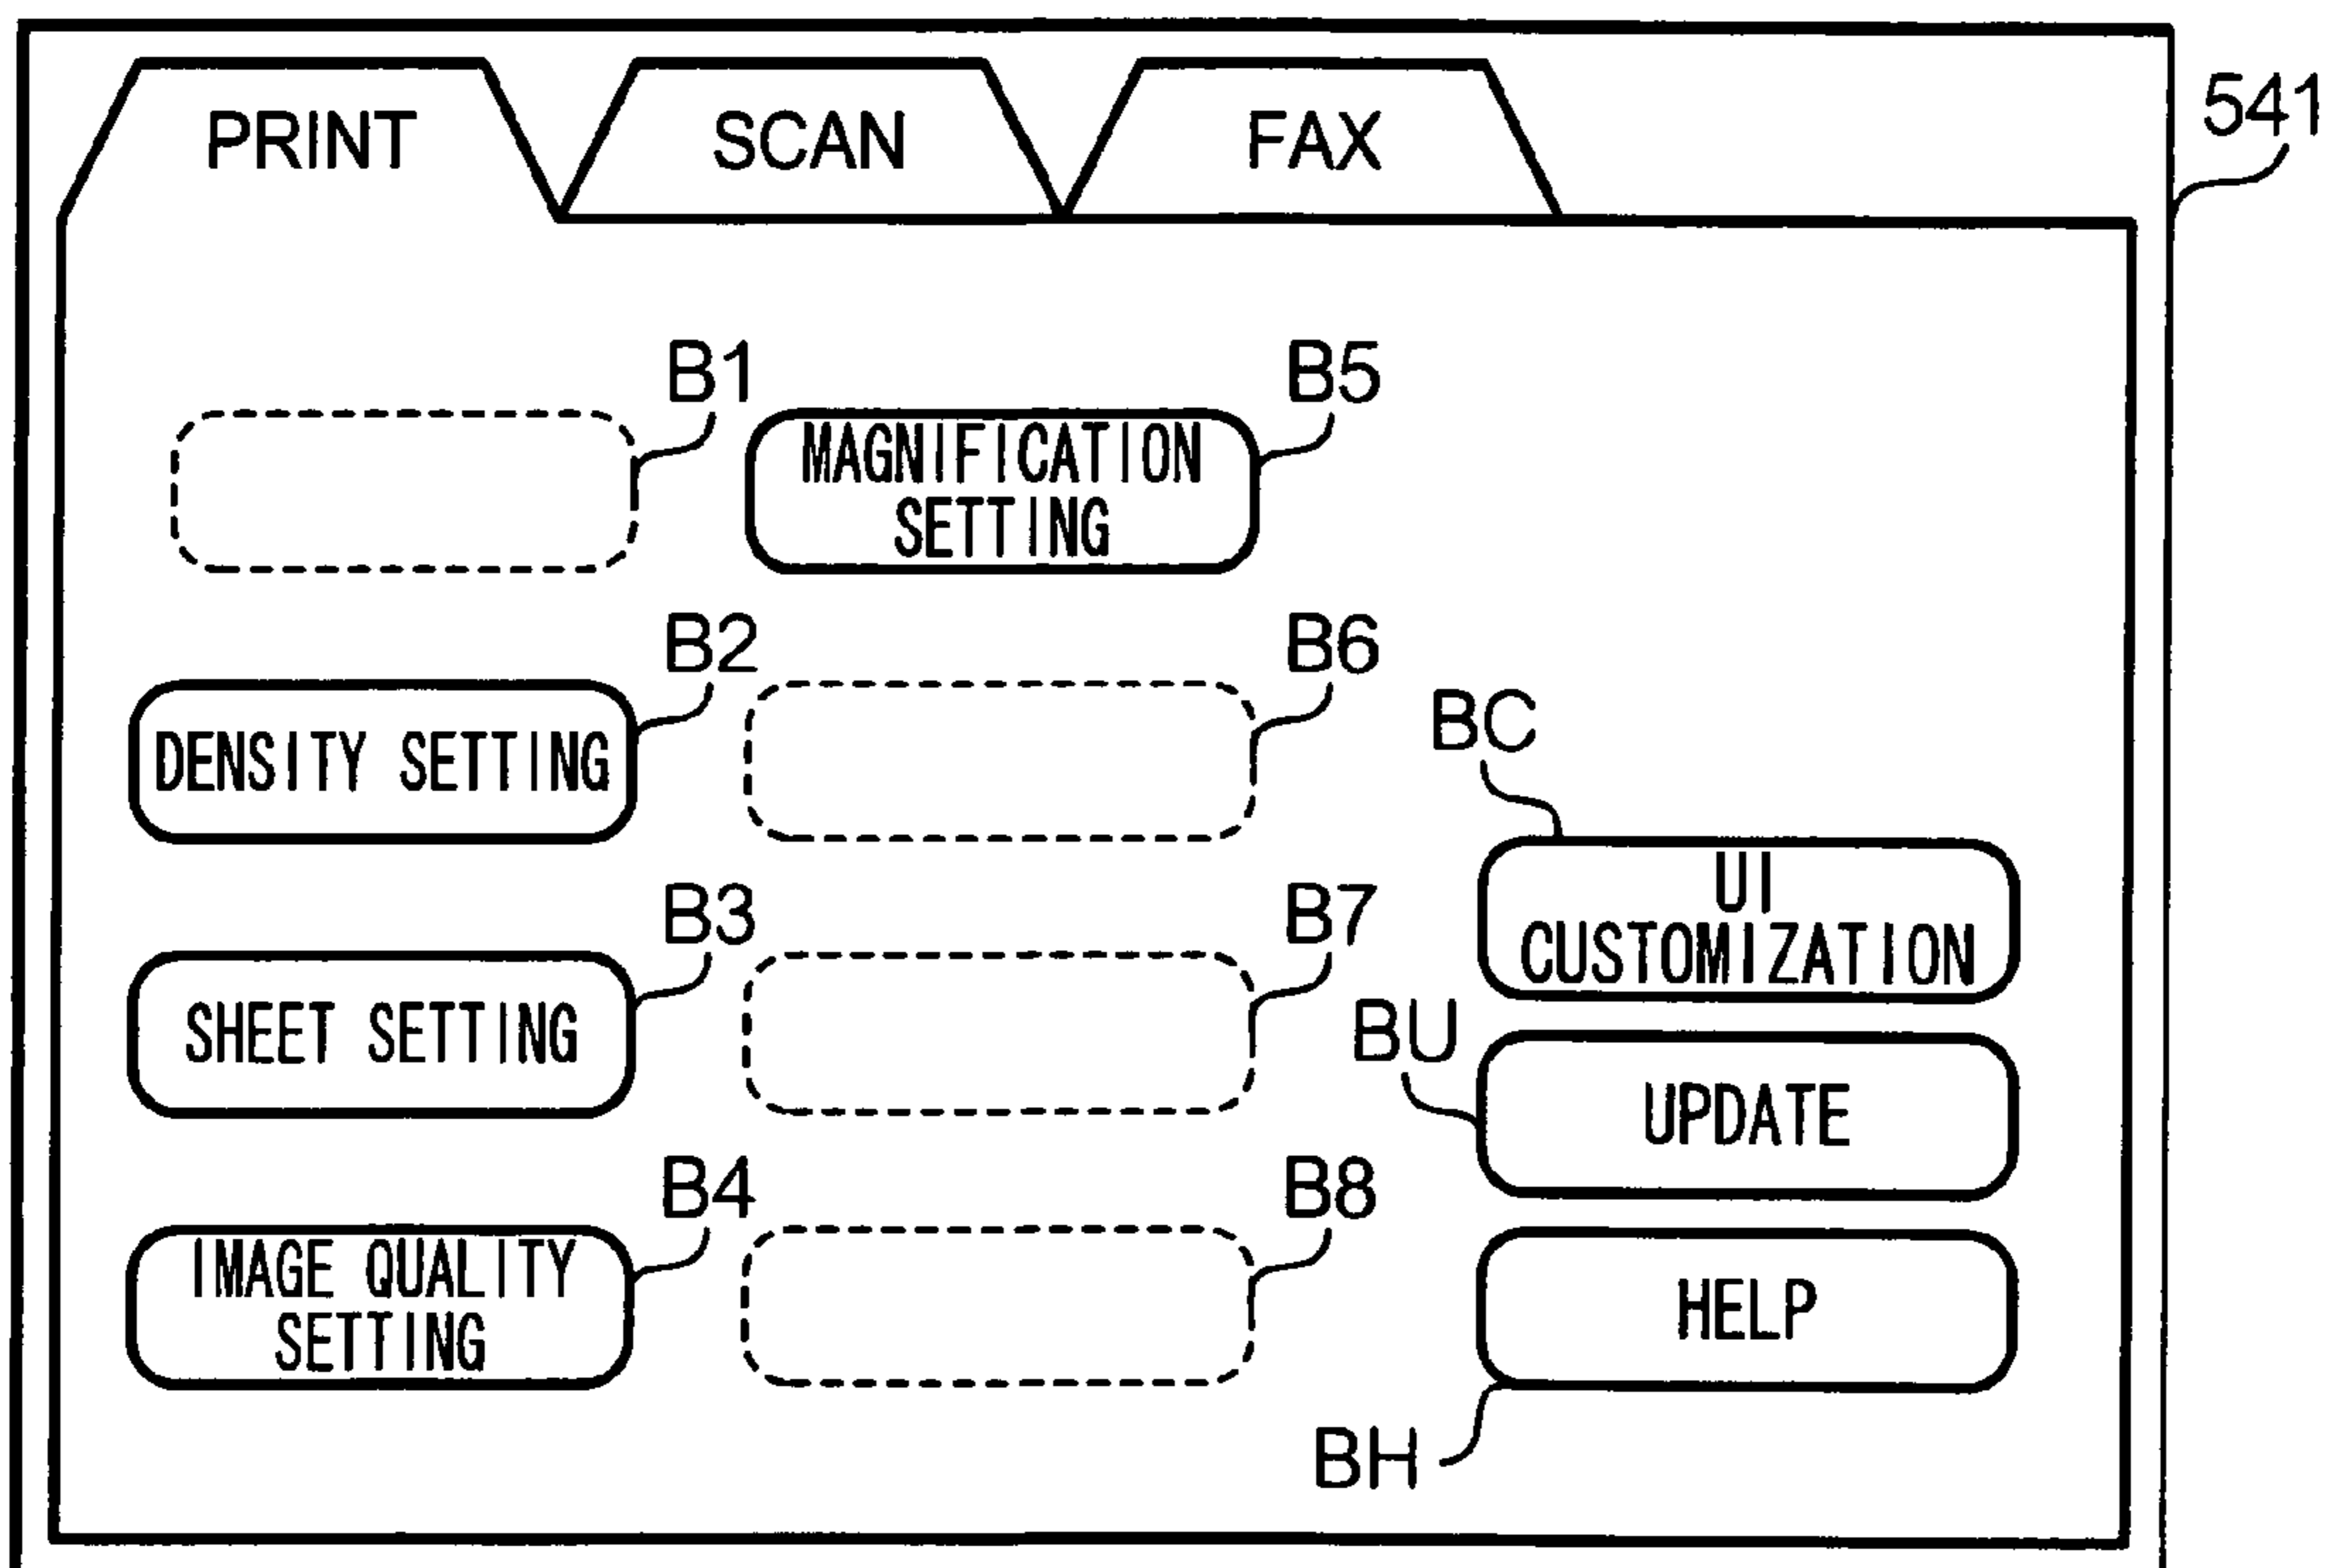 541
PRINT
SCAN
FAX
B1
B5
MAGNIFICATION
SETTING
B2
B6
DENSITY SETTING
BC
UI
CUSTOMIZATION
B3
B7
SHEET SETTING
BU
UPDATE
B4
B8
IMAGE QUALITY
SETTING
HELP
BH